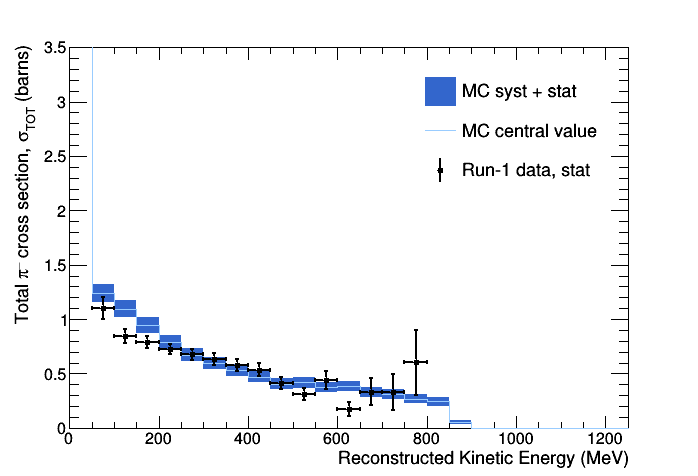 Total π⁻ cross section, σ_TOT (barns)
3.5
3
2.5
2
1.5
1
0.5
0
MC syst + stat
MC central value
Run-1 data, stat
0 200 400 600 800 1000 1200
Reconstructed Kinetic Energy (MeV)